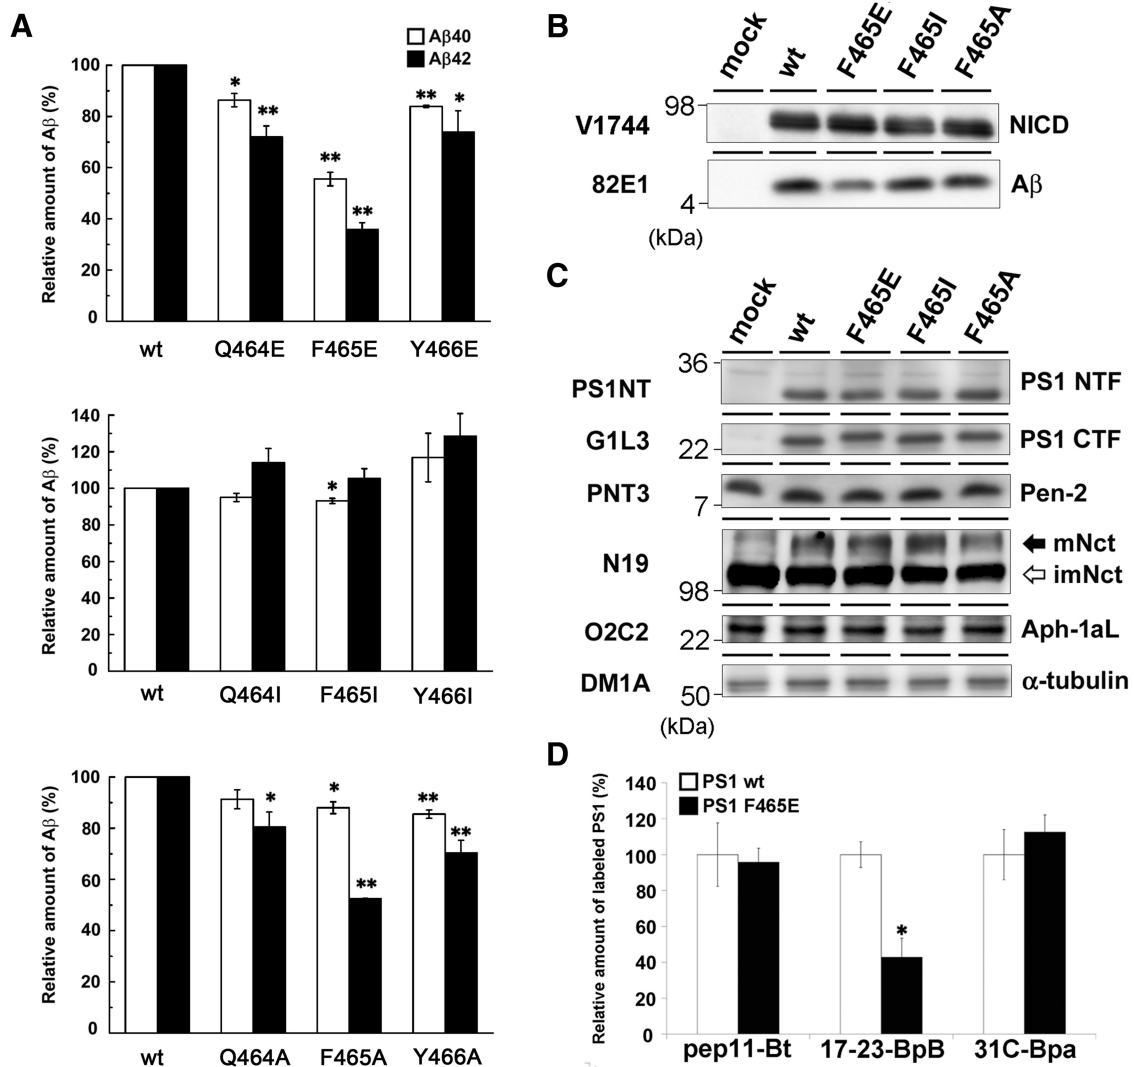 A
Aβ40
Aβ42
Relative amount of Aβ (%)
100
80
60
40
20
0
* ** ** ** ** *
wt Q464E F465E Y466E
Relative amount of Aβ (%)
140
120
100
80
60
40
20
0
*
wt Q464I F465I Y466I
Relative amount of Aβ (%)
100
80
60
40
20
0
* * ** ** **
wt Q464A F465A Y466A
B
mock wt F465E F465I F465A
98
V1744 NICD
82E1 Aβ
4
(kDa)
C
mock wt F465E F465I F465A
36
PS1NT PS1 NTF
G1L3 PS1 CTF
22
PNT3 Pen-2
7
mNct
N19
imNct
98
O2C2 Aph-1aL
22
DM1A α-tubulin
50
(kDa)
D
PS1 wt
PS1 F465E
Relative amount of labeled PS1 (%)
140
120
100
80
60
40
20
0
*
pep11-Bt 17-23-BpB 31C-Bpa